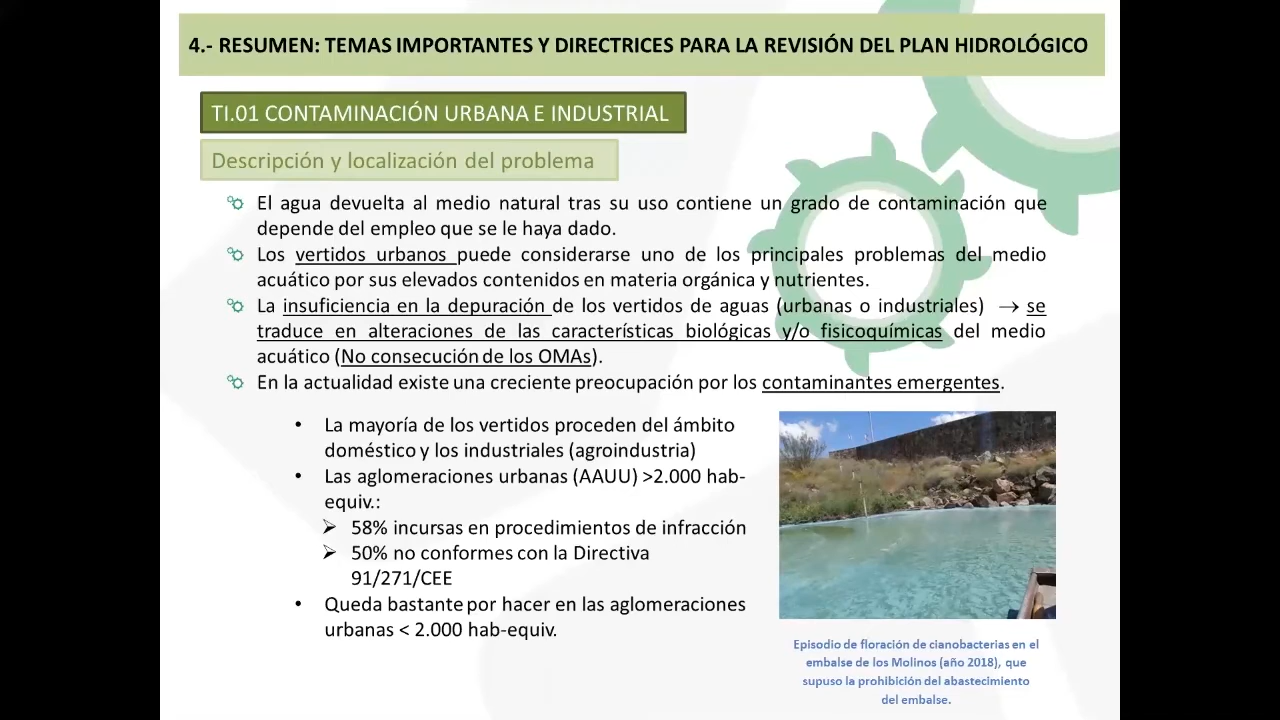 4.- RESUMEN: TEMAS IMPORTANTES Y DIRECTRICES PARA LA REVISIÓN DEL PLAN HIDROLÓGICO
TI.01 CONTAMINACIÓN URBANA E INDUSTRIAL
Descripción y localización del problema
El agua devuelta al medio natural tras su uso contiene un grado de contaminación que
depende del empleo que se le haya dado.
Los vertidos urbanos puede considerarse uno de los principales problemas del medio
acuático por sus elevados contenidos en materia orgánica y nutrientes.
La insuficiencia en la depuración de los vertidos de aguas (urbanas o industriales) → se
traduce en alteraciones de las características biológicas y/o fisicoquímicas del medio
acuático (No consecución de los OMAs).
En la actualidad existe una creciente preocupación por los contaminantes emergentes.
• La mayoría de los vertidos proceden del ámbito
doméstico y los industriales (agroindustria)
• Las aglomeraciones urbanas (AAUU) >2.000 hab-
equiv.:
➢ 58% incursas en procedimientos de infracción
➢ 50% no conformes con la Directiva
91/271/CEE
• Queda bastante por hacer en las aglomeraciones
urbanas < 2.000 hab-equiv.
Episodio de floración de cianobacterias en el
embalse de los Molinos (año 2018), que
supuso la prohibición del abastecimiento
del embalse.